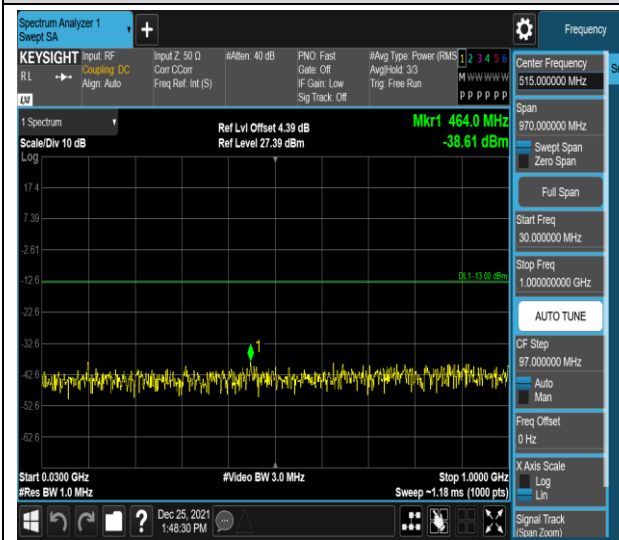 Spectrum Analyzer 1
Swept SA
+
Frequency
KEYSIGHT
RL
LXI
Input: RF
Coupling: DC
Align: Auto
Input Z: 50 Ω
Corr CCorr
Freq Ref: Int (S)
#Atten: 40 dB
PNO: Fast
Gate: Off
IF Gain: Low
Sig Track: Off
#Avg Type: Power (RMS
Avg|Hold: 3/3
Trig: Free Run
1 2 3 4 5 6
M W W W W W
P P P P P P
1 Spectrum
Scale/Div 10 dB
Log
Ref Lvl Offset 4.39 dB
Ref Level 27.39 dBm
Mkr1 464.0 MHz
-38.61 dBm
17.4
7.39
-2.61
-12.6
DL1 -13.00 dBm
-22.6
-32.6
1
-42.6
-52.6
-62.6
Start 0.0300 GHz
#Res BW 1.0 MHz
#Video BW 3.0 MHz
Stop 1.0000 GHz
Sweep ~1.18 ms (1000 pts)
Dec 25, 2021
1:48:30 PM
?
Center Frequency
515.000000 MHz
Span
970.000000 MHz
Swept Span
Zero Span
Full Span
Start Freq
30.000000 MHz
Stop Freq
1.000000000 GHz
AUTO TUNE
CF Step
97.000000 MHz
Auto
Man
Freq Offset
0 Hz
X Axis Scale
Log
Lin
Signal Track
(Span Zoom)